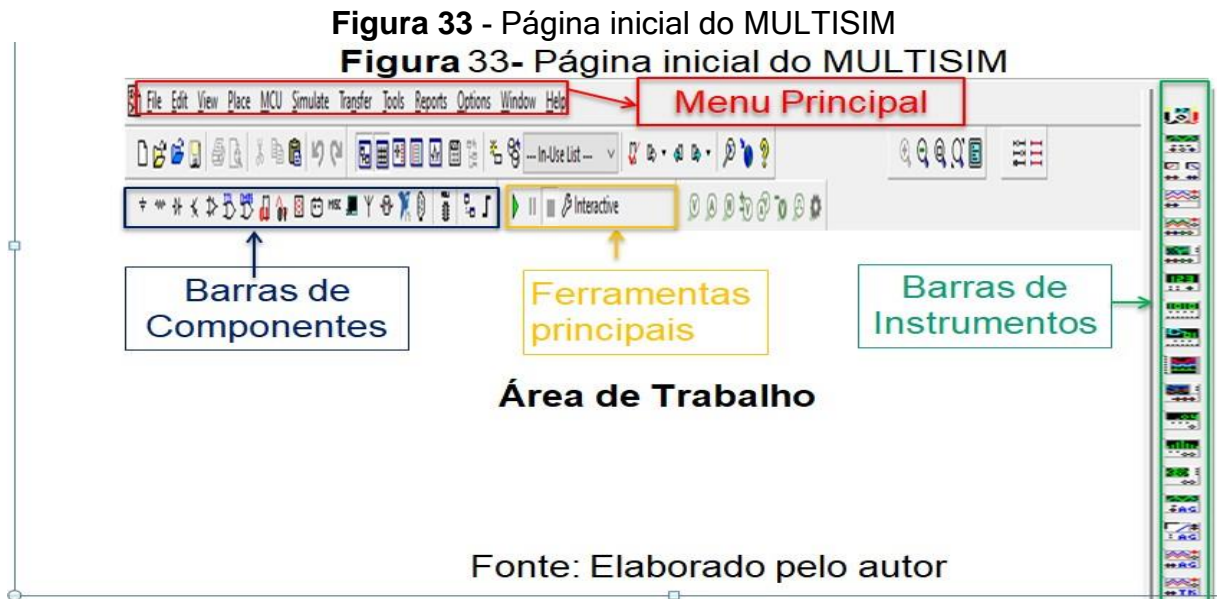 Figura 33 - Página inicial do MULTISIM
Figura 33- Página inicial do MULTISIM
File Edit View Place MCU Simulate Transfer Tools Reports Options Window Help
Menu Principal
--- In-Use List ---
MISC
Interactive
Barras de
Componentes
Ferramentas
principais
Barras de
Instrumentos
Área de Trabalho
Fonte: Elaborado pelo autor